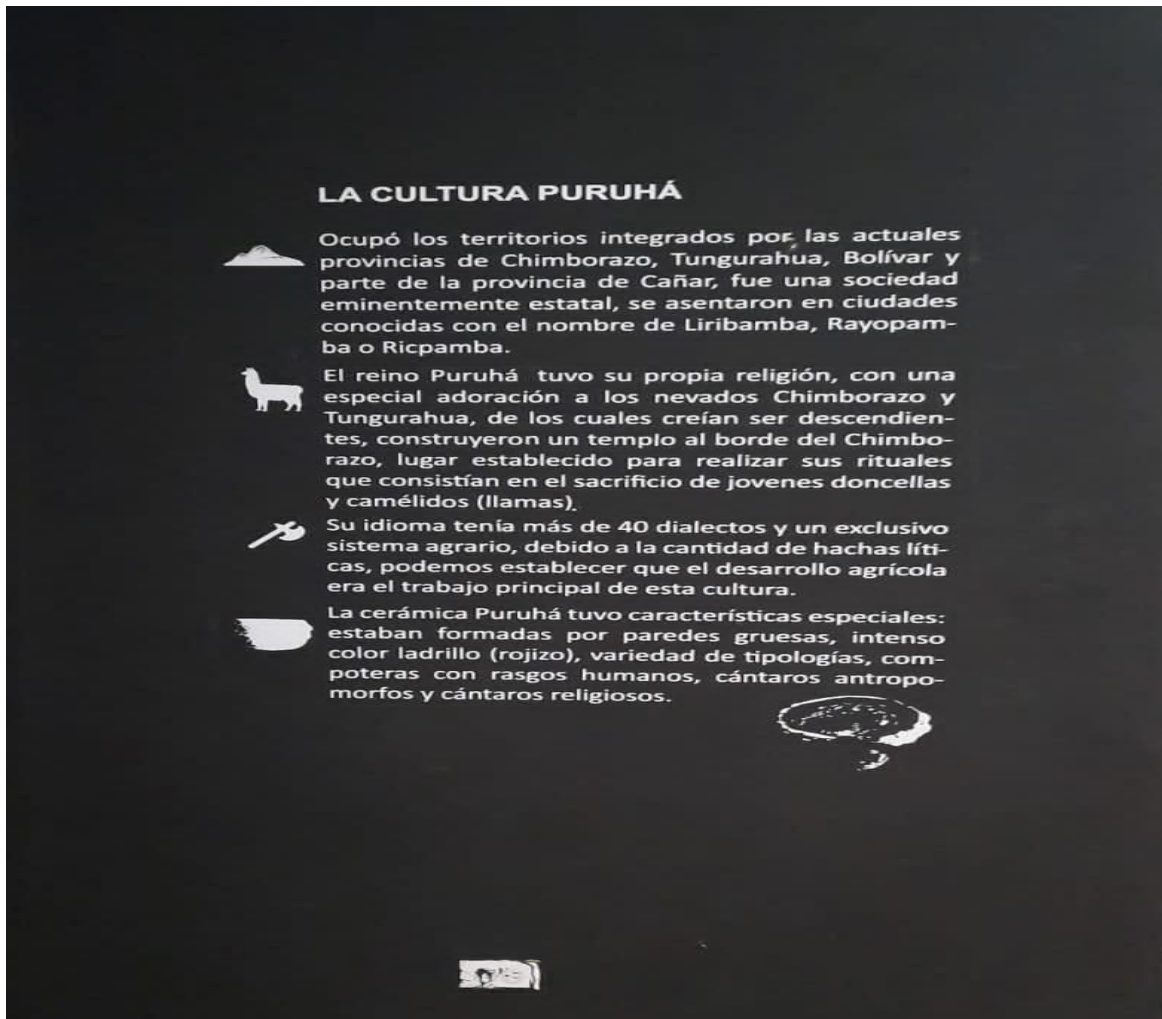 LA CULTURA PURUHÁ
Ocupó los territorios integrados por las actuales
provincias de Chimborazo, Tungurahua, Bolívar y
parte de la provincia de Cañar, fue una sociedad
eminentemente estatal, se asentaron en ciudades
conocidas con el nombre de Liribamba, Rayopam-
ba o Ricpamba.
El reino Puruhá tuvo su propia religión, con una
especial adoración a los nevados Chimborazo y
Tungurahua, de los cuales creían ser descendien-
tes, construyeron un templo al borde del Chimbo-
razo, lugar establecido para realizar sus rituales
que consistían en el sacrificio de jovenes doncellas
y camélidos (llamas).
Su idioma tenía más de 40 dialectos y un exclusivo
sistema agrario, debido a la cantidad de hachas líti-
cas, podemos establecer que el desarrollo agrícola
era el trabajo principal de esta cultura.
La cerámica Puruhá tuvo características especiales:
estaban formadas por paredes gruesas, intenso
color ladrillo (rojizo), variedad de tipologías, com-
poteras con rasgos humanos, cántaros antropo-
morfos y cántaros religiosos.